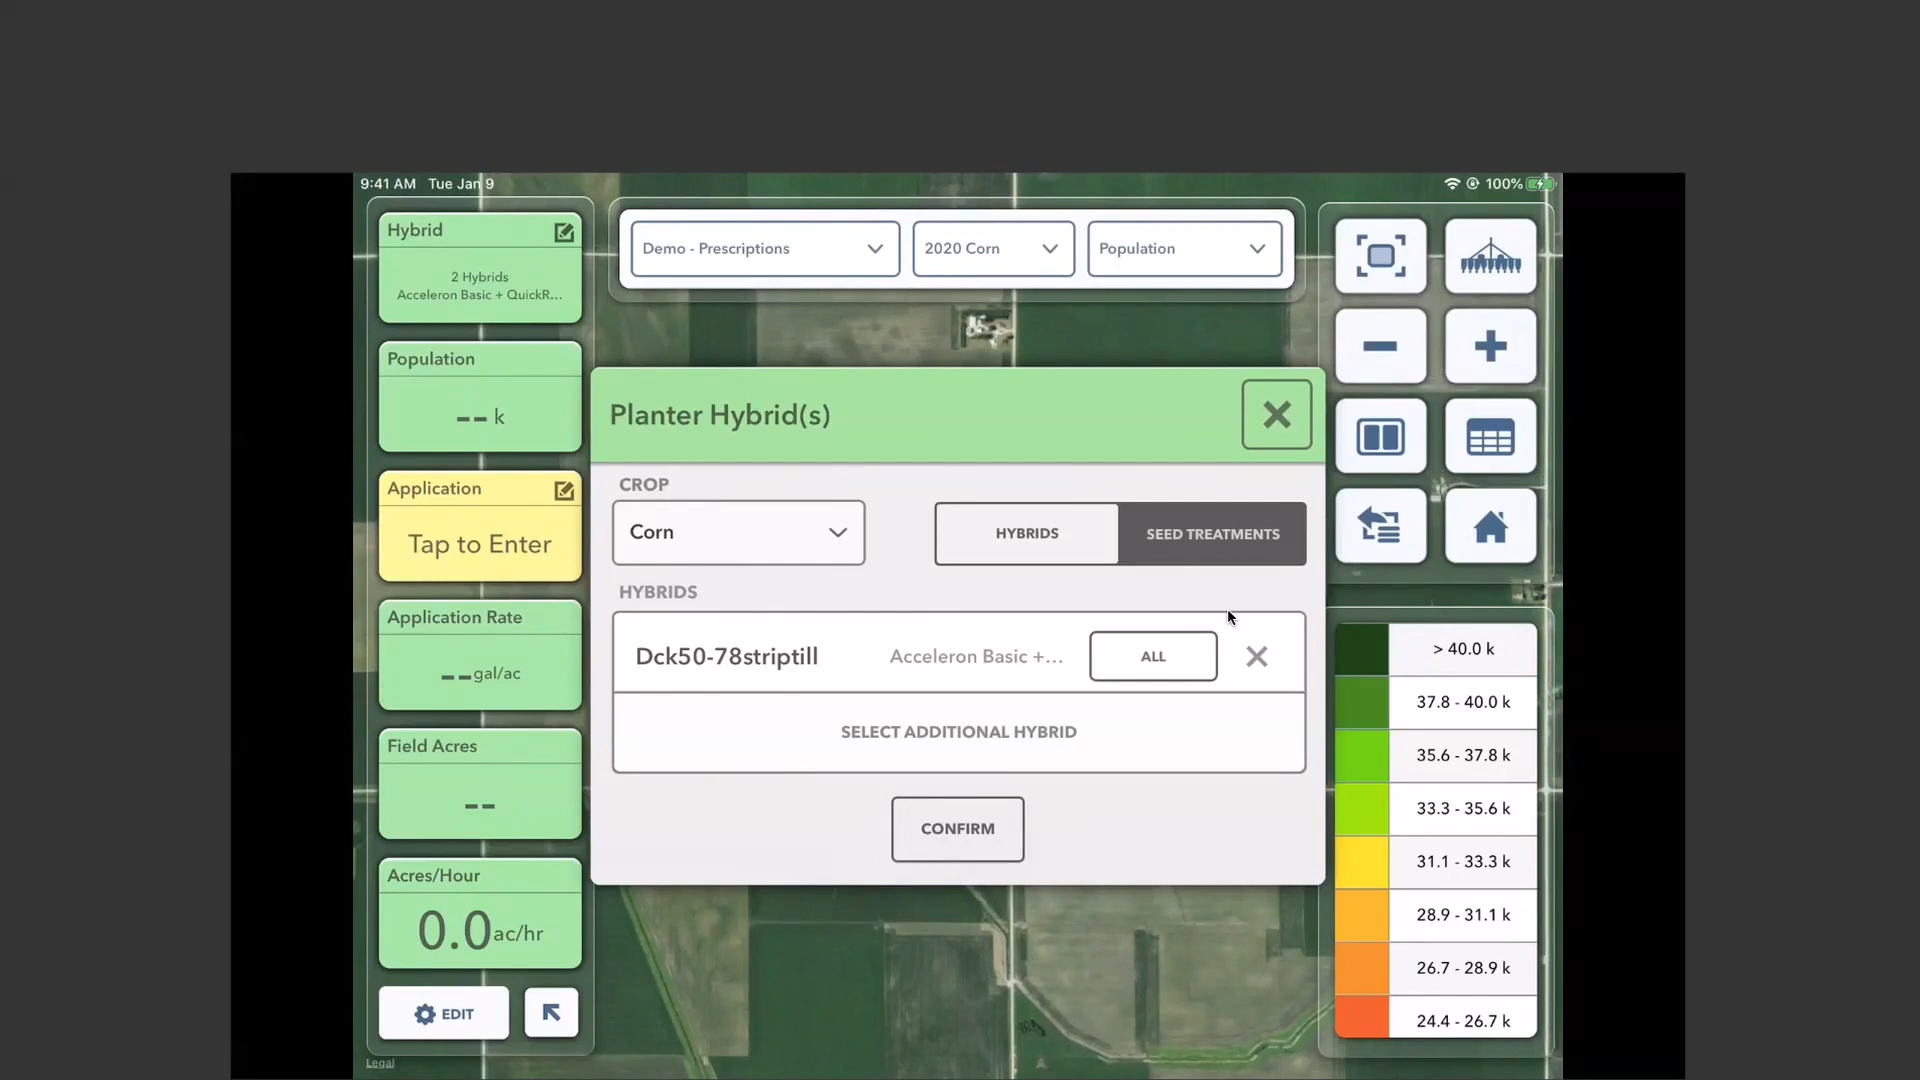 9:41 AM Tue Jan 9
100%
Hybrid
2 Hybrids
Acceleron Basic + QuickR...
Population
-- k
Application
Tap to Enter
Application Rate
--gal/ac
Field Acres
--
Acres/Hour
0.0ac/hr
EDIT
Legal
Demo - Prescriptions
2020 Corn
Population
Planter Hybrid(s)
CROP
Corn
HYBRIDS
SEED TREATMENTS
HYBRIDS
Dck50-78striptill
Acceleron Basic +...
ALL
SELECT ADDITIONAL HYBRID
CONFIRM
> 40.0 k
37.8 - 40.0 k
35.6 - 37.8 k
33.3 - 35.6 k
31.1 - 33.3 k
28.9 - 31.1 k
26.7 - 28.9 k
24.4 - 26.7 k